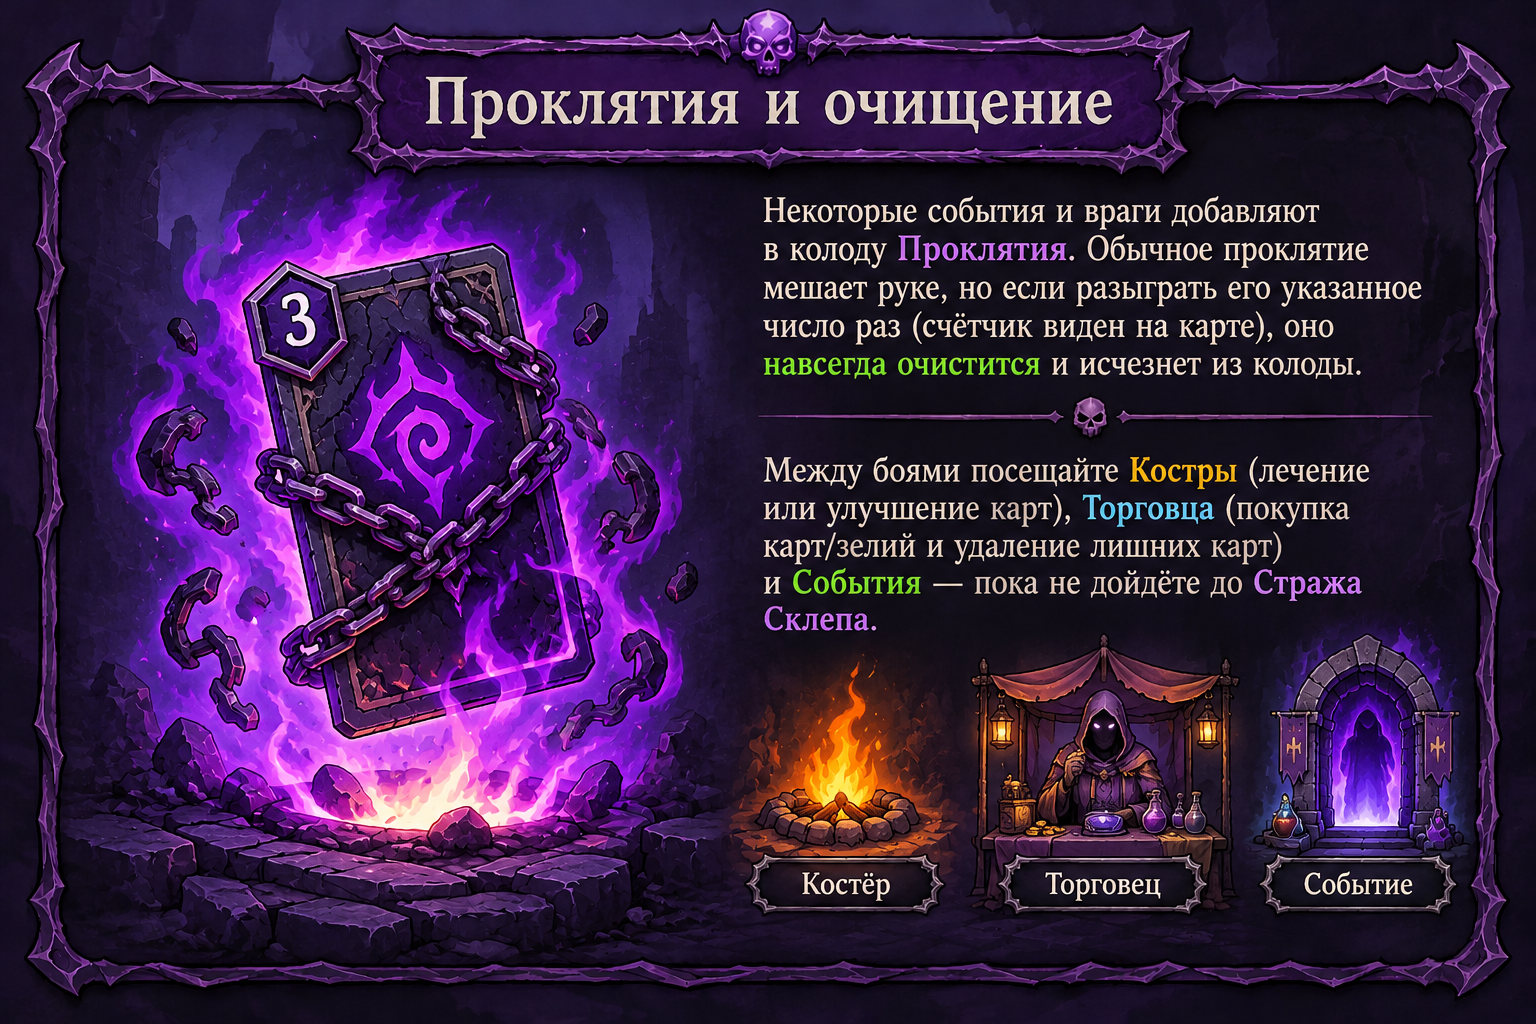 Проклятия и очищение
3
Некоторые события и враги добавляют
в колоду Проклятия. Обычное проклятие
мешает руке, но если разыграть его указанное
число раз (счётчик виден на карте), оно
навсегда очистится и исчезнет из колоды.
Между боями посещайте Костры (лечение
или улучшение карт), Торговца (покупка
карт/зелий и удаление лишних карт)
и События — пока не дойдёте до Стража
Склепа.
Костёр
Торговец
Событие